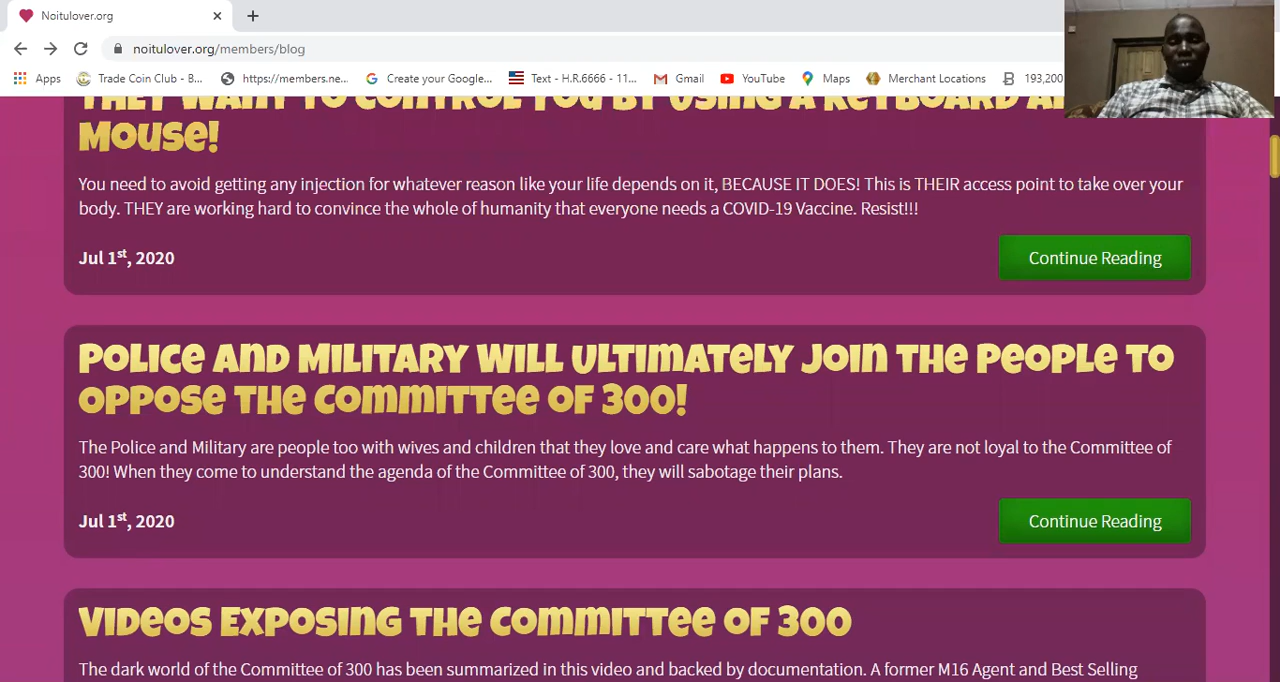 Noitulover.org
noitulover.org/members/blog
Apps Trade Coin Club - B... https://members.ne... Create your Google... Text - H.R.6666 - 11... Gmail YouTube Maps Merchant Locations 193,200
THEY WANT TO CONTROL YOU BY USING A KEYBOARD
MOUSE!
You need to avoid getting any injection for whatever reason like your life depends on it, BECAUSE IT DOES! This is THEIR access point to take over your
body. THEY are working hard to convince the whole of humanity that everyone needs a COVID-19 Vaccine. Resist!!!
Jul 1st, 2020
Continue Reading
Police and Military will ultimately join the people to
oppose the Committee of 300!
The Police and Military are people too with wives and children that they love and care what happens to them. They are not loyal to the Committee of
300! When they come to understand the agenda of the Committee of 300, they will sabotage their plans.
Jul 1st, 2020
Continue Reading
Videos Exposing the Committee of 300
The dark world of the Committee of 300 has been summarized in this video and backed by documentation. A former M16 Agent and Best Selling